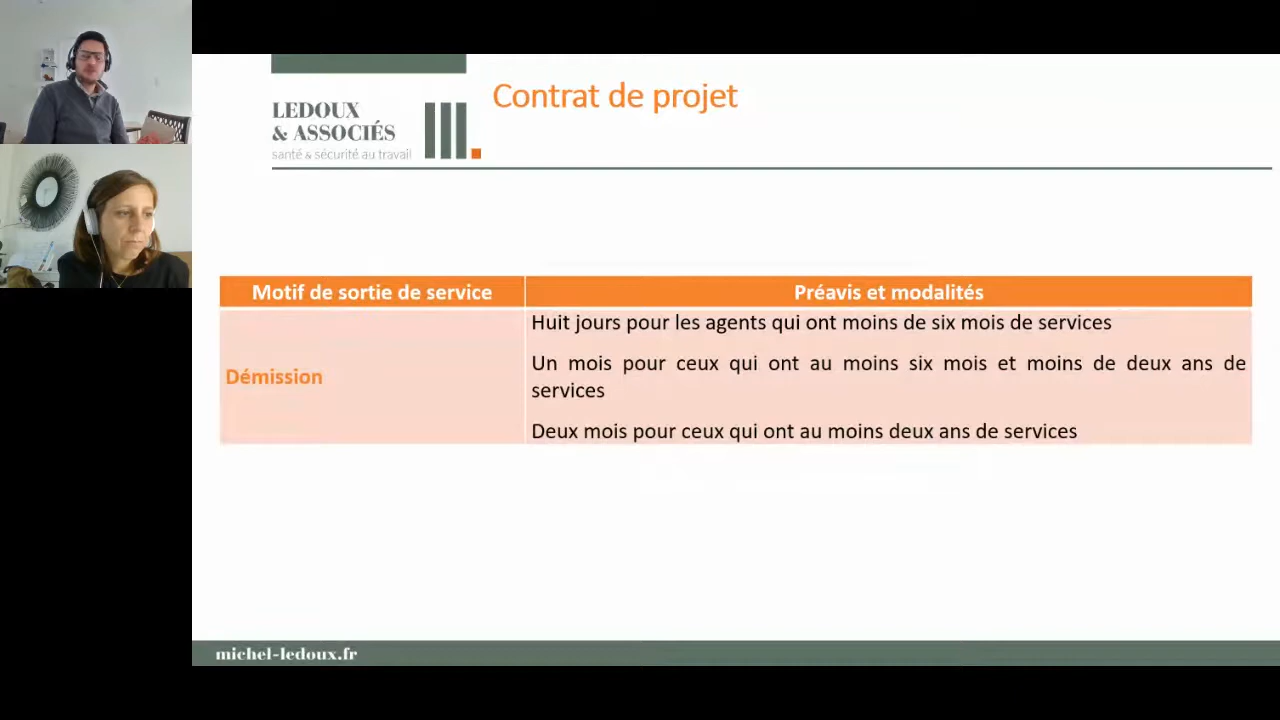 LEDOUX
& ASSOCIÉS
santé & sécurité au travail
Contrat de projet
Motif de sortie de service
Préavis et modalités
Démission
Huit jours pour les agents qui ont moins de six mois de services
Un mois pour ceux qui ont au moins six mois et moins de deux ans de
services
Deux mois pour ceux qui ont au moins deux ans de services
michel-ledoux.fr